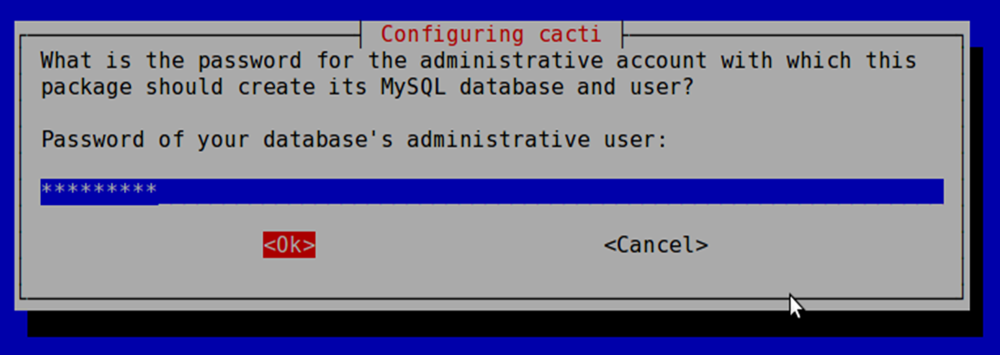 Configuring cacti
What is the password for the administrative account with which this
package should create its MySQL database and user?
Password of your database's administrative user:
*********
<Ok> <Cancel>